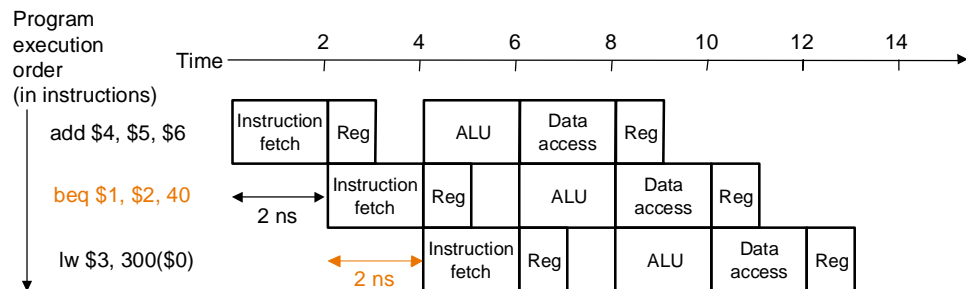 Program
execution
order
(in instructions)
Time
2 4 6 8 10 12 14
add $4, $5, $6
Instruction
fetch
Reg
ALU
Data
access
Reg
beq $1, $2, 40
2 ns
Instruction
fetch
Reg
ALU
Data
access
Reg
lw $3, 300($0)
2 ns
Instruction
fetch
Reg
ALU
Data
access
Reg